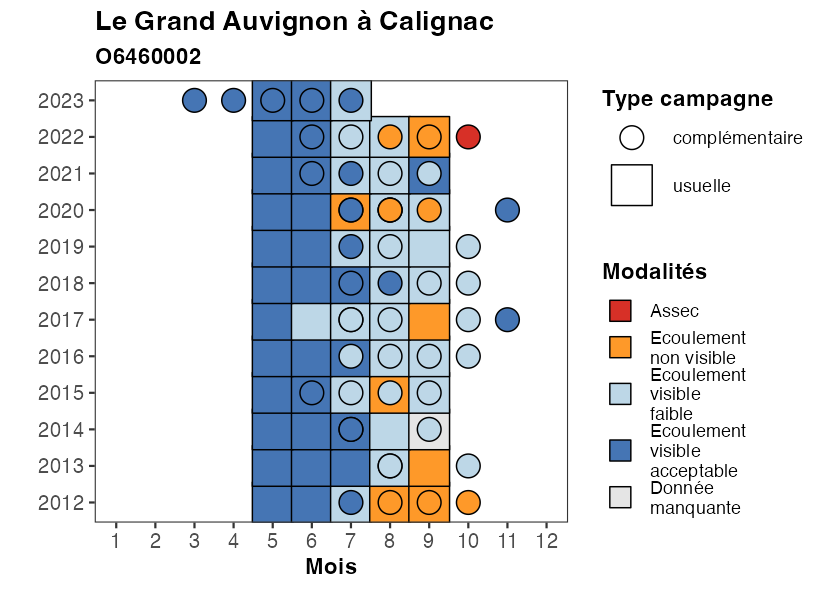 Le Grand Auvignon à Calignac
O6460002
2023
2022
2021
2020
2019
2018
2017
2016
2015
2014
2013
2012
1 2 3 4 5 6 7 8 9 10 11 12
Mois
Type campagne
complémentaire
usuelle
Modalités
Assec
Ecoulement
non visible
Ecoulement
visible
faible
Ecoulement
visible
acceptable
Donnée
manquante